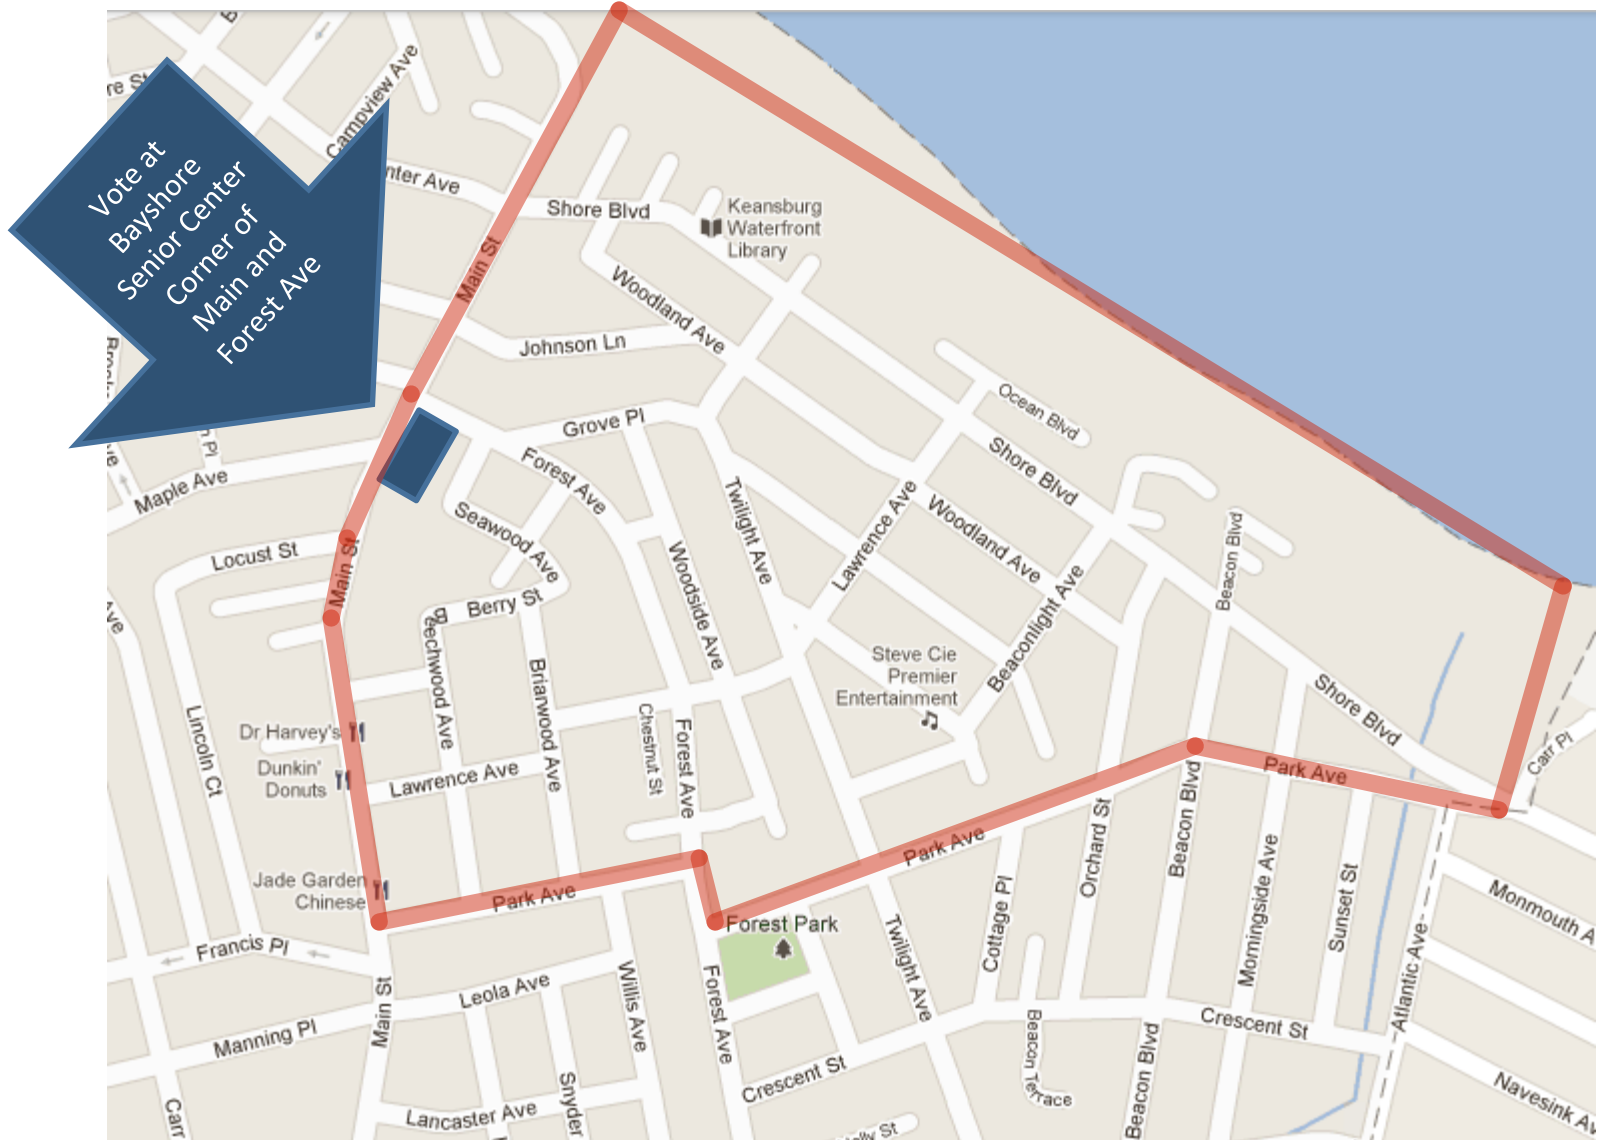 Vote at
Bayshore
Senior Center
Corner of
Main and
Forest Ave
Campview Ave
Shore Blvd
Keansburg
Waterfront
Library
Main St
Woodland Ave
Johnson Ln
Ocean Blvd
Grove Pl
Forest Ave
Maple Ave
Shore Blvd
Twilight Ave
Lawrence Ave
Woodland Ave
Seawood Ave
Locust St
Main St
Woodside Ave
Beacon Blvd
Beaconlight Ave
Berry St
Beechwood Ave
Briarwood Ave
Steve Cie
Premier
Entertainment
Shore Blvd
Lincoln Ct
Dr Harvey's
Dunkin'
Donuts
Chestnut St
Forest Ave
Lawrence Ave
Park Ave
Carr Pl
Beacon Blvd
Orchard St
Park Ave
Jade Garden
Chinese
Park Ave
Forest Park
Cottage Pl
Morningside Ave
Sunset St
Monmouth A
Francis Pl
Twilight Ave
Leola Ave
Willis Ave
Forest Ave
Main St
Manning Pl
Atlantic Ave
Crescent St
Beacon Terrace
Beacon Blvd
Crescent St
Lancaster Ave
Snyder
Carr
Navesink Av